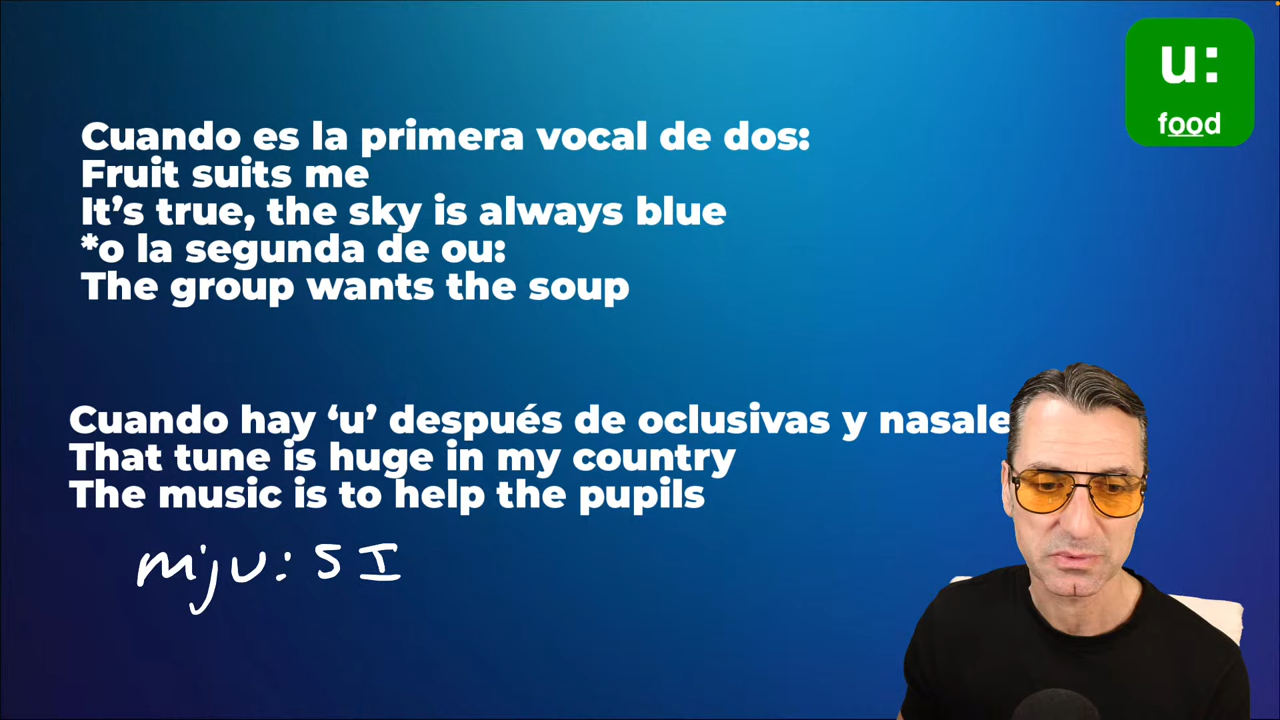 u:
food
Cuando es la primera vocal de dos:
Fruit suits me
It’s true, the sky is always blue
*o la segunda de ou:
The group wants the soup
Cuando hay ‘u’ después de oclusivas y nasale
That tune is huge in my country
The music is to help the pupils
mju:sɪ